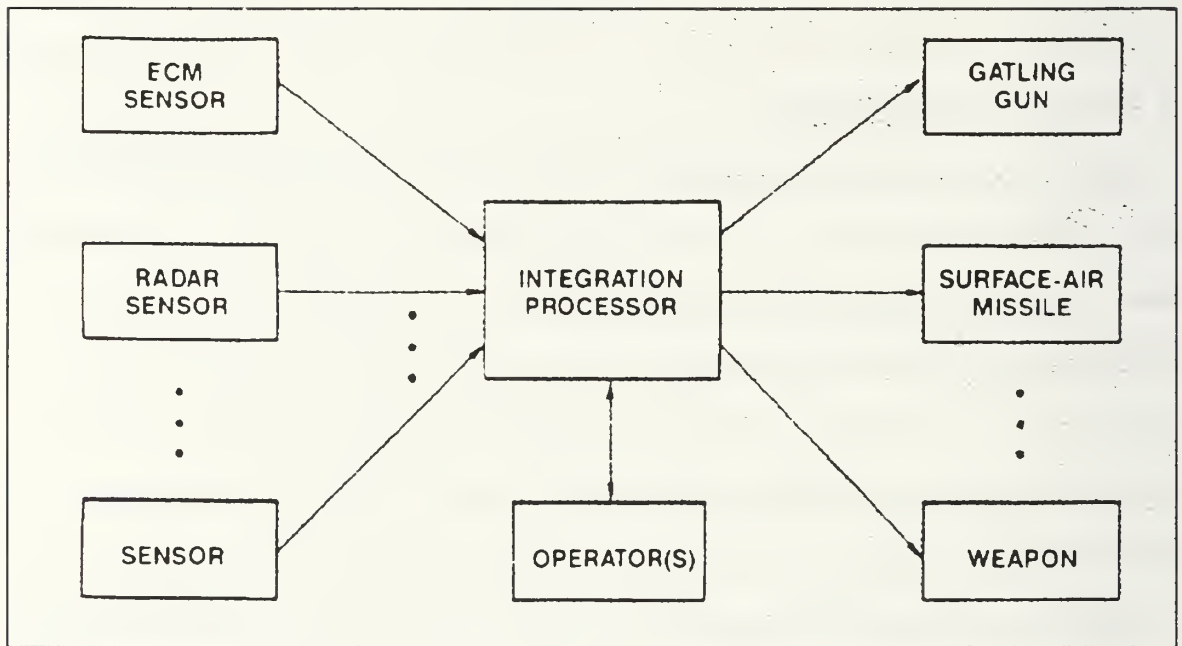 ECM
SENSOR
GATLING
GUN
RADAR
SENSOR
INTEGRATION
PROCESSOR
SURFACE-AIR
MISSILE
SENSOR
OPERATOR(S)
WEAPON